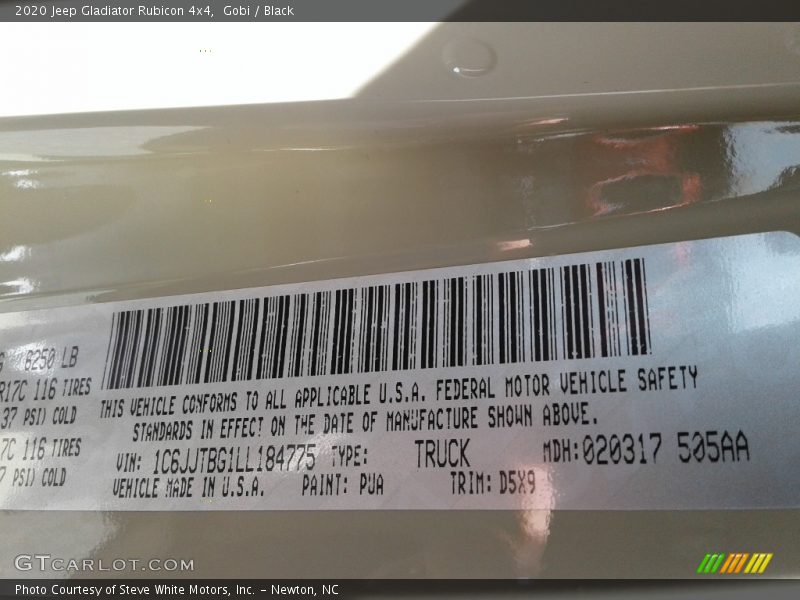 2020 Jeep Gladiator Rubicon 4x4, Gobi / Black
6250 LB
R17C 116 TIRES
37 PSI) COLD
7C 116 TIRES
PSI) COLD
THIS VEHICLE CONFORMS TO ALL APPLICABLE U.S.A. FEDERAL MOTOR VEHICLE SAFETY
STANDARDS IN EFFECT ON THE DATE OF MANUFACTURE SHOWN ABOVE.
VIN: 1C6JJTBG1LL184775 TYPE: TRUCK MDH:020317 505AA
VEHICLE MADE IN U.S.A. PAINT: PUA TRIM: D5X9
GTCARLOT.COM
Photo Courtesy of Steve White Motors, Inc. – Newton, NC